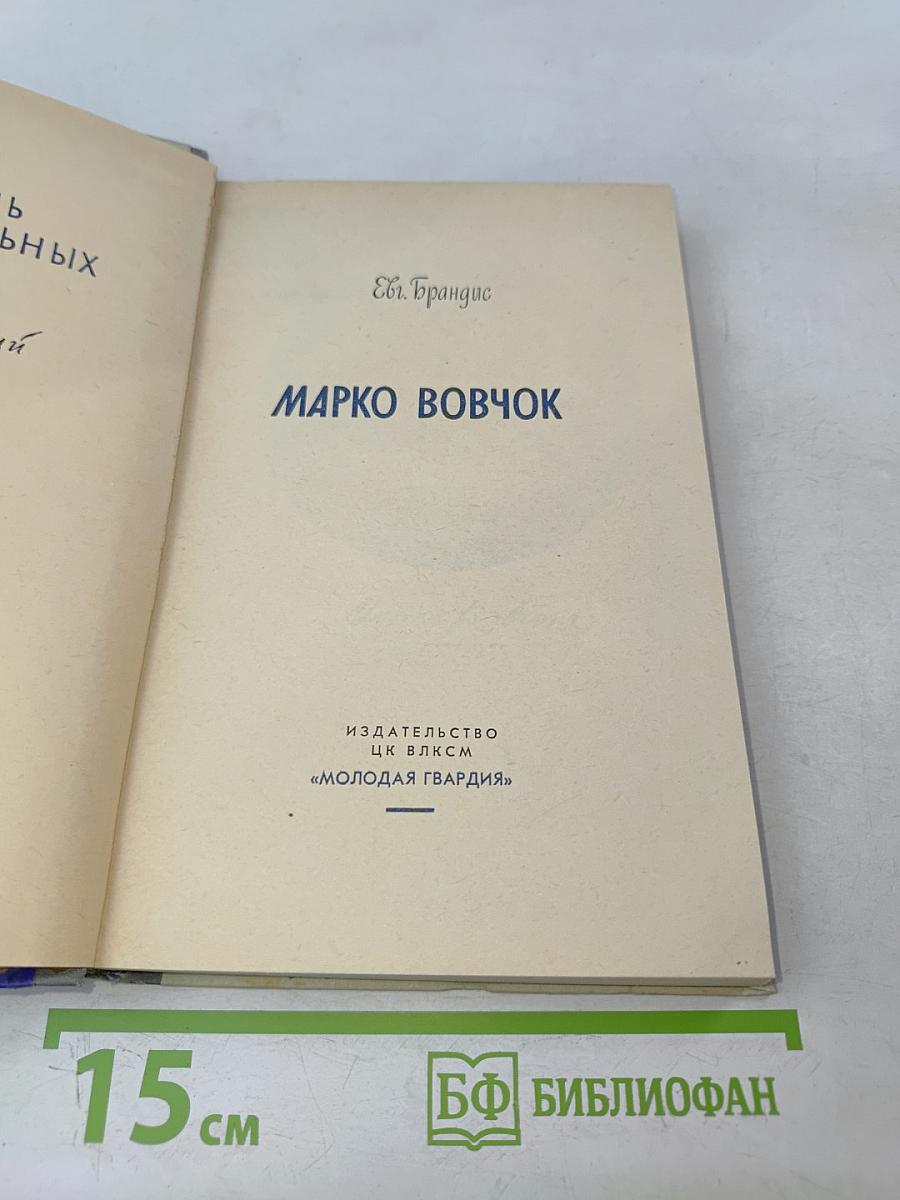 ЬНЫХ
Евг. Брандис
МАРКО ВОВЧОК
ИЗДАТЕЛЬСТВО
ЦК ВЛКСМ
«МОЛОДАЯ ГВАРДИЯ»
15 см
БФ БИБЛИОФАН